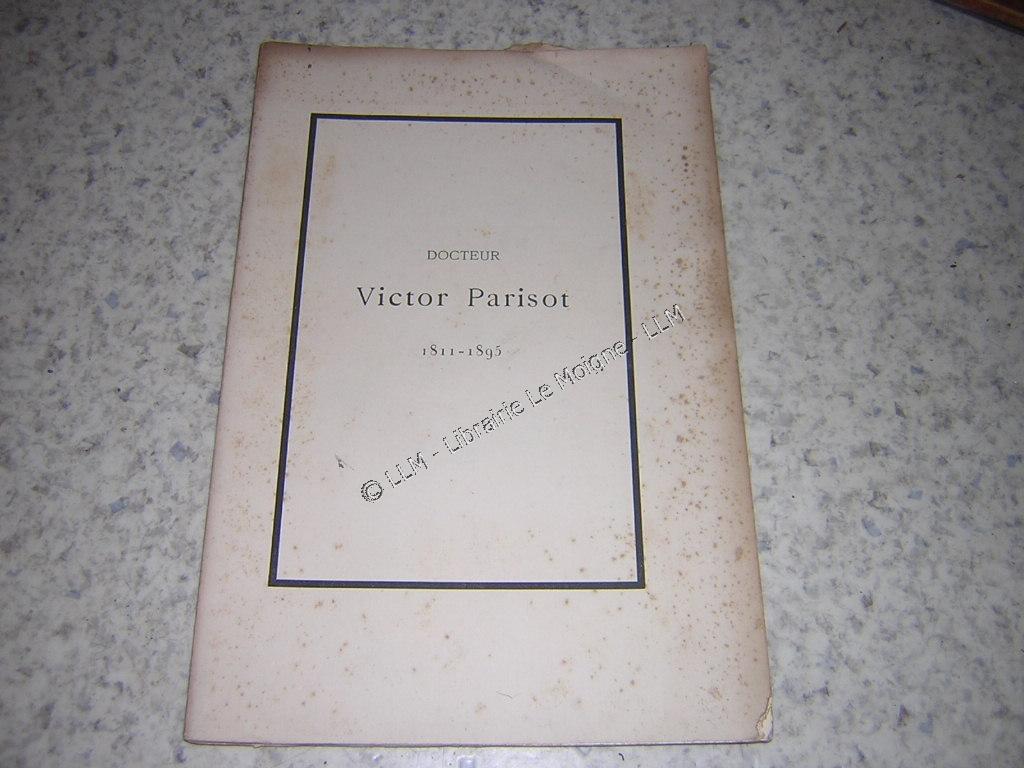 DOCTEUR
Victor Parisot
1811-1895
© LLM - Librairie Le Moigne - LLM